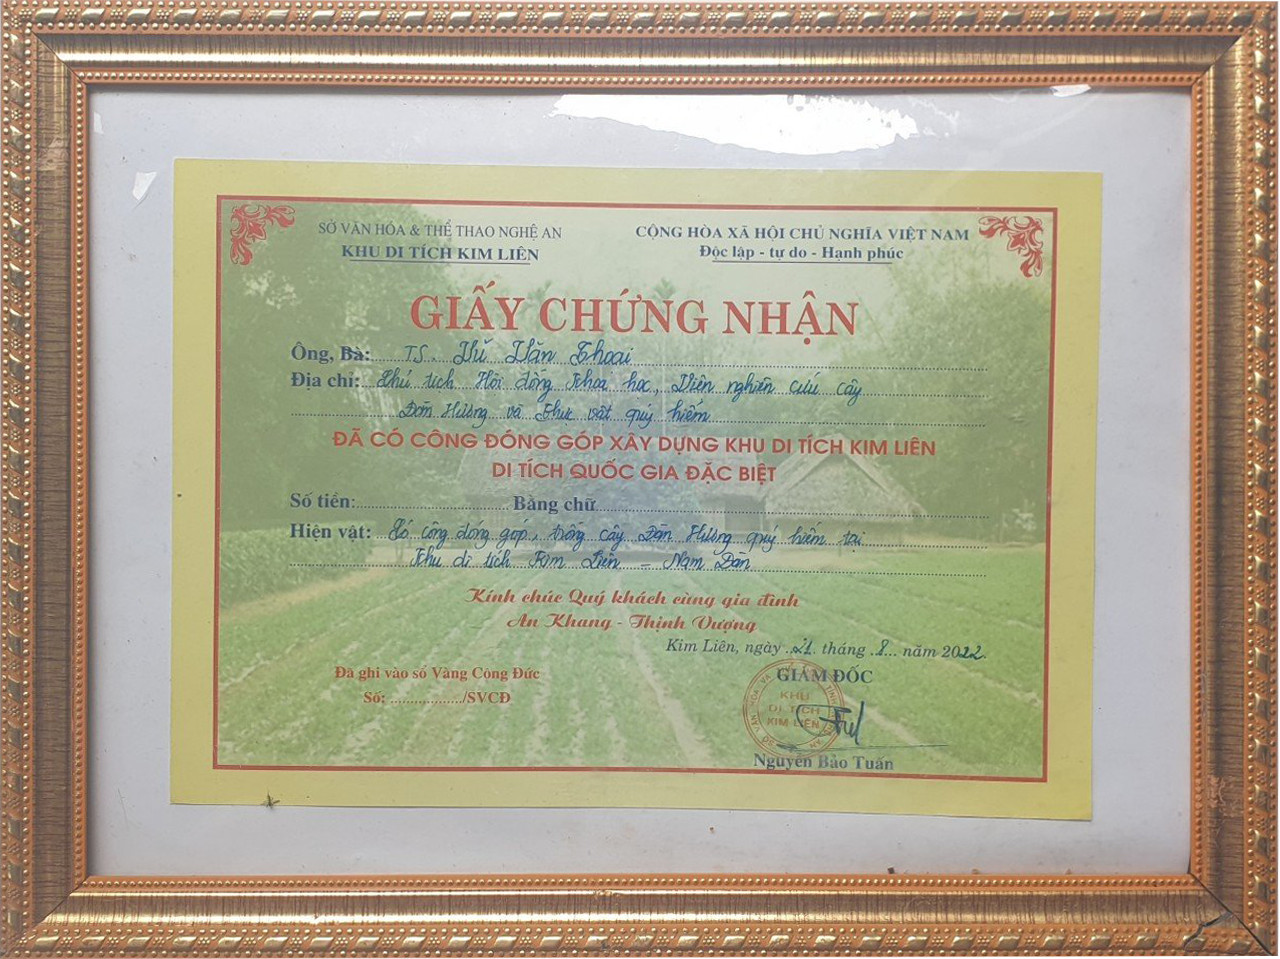 SỞ VĂN HÓA & THỂ THAO NGHỆ AN
KHU DI TÍCH KIM LIÊN
CỘNG HÒA XÃ HỘI CHỦ NGHĨA VIỆT NAM
Độc lập - tự do - Hạnh phúc
GIẤY CHỨNG NHẬN
Ông, Bà: TS. Vũ Văn Thoại
Địa chỉ: Chủ tịch Hội đồng khoa học, Viện nghiên cứu cây
Đàn Hương và Thực vật quý hiếm
ĐÃ CÓ CÔNG ĐÓNG GÓP XÂY DỰNG KHU DI TÍCH KIM LIÊN
DI TÍCH QUỐC GIA ĐẶC BIỆT
Số tiền:........................ Bằng chữ........................
Hiện vật: Có công đóng góp, trồng cây Đàn Hương quý hiếm tại
Khu di tích Kim Liên - Nam Đàn
Kính chúc Quý khách cùng gia đình
An Khang - Thịnh Vượng
Kim Liên, ngày 21 tháng 8 năm 2022.
Đã ghi vào sổ Vàng Công Đức
Số: ................../SVCĐ
GIÁM ĐỐC
KHU
DI TÍCH
KIM LIÊN
Nguyễn Bảo Tuấn